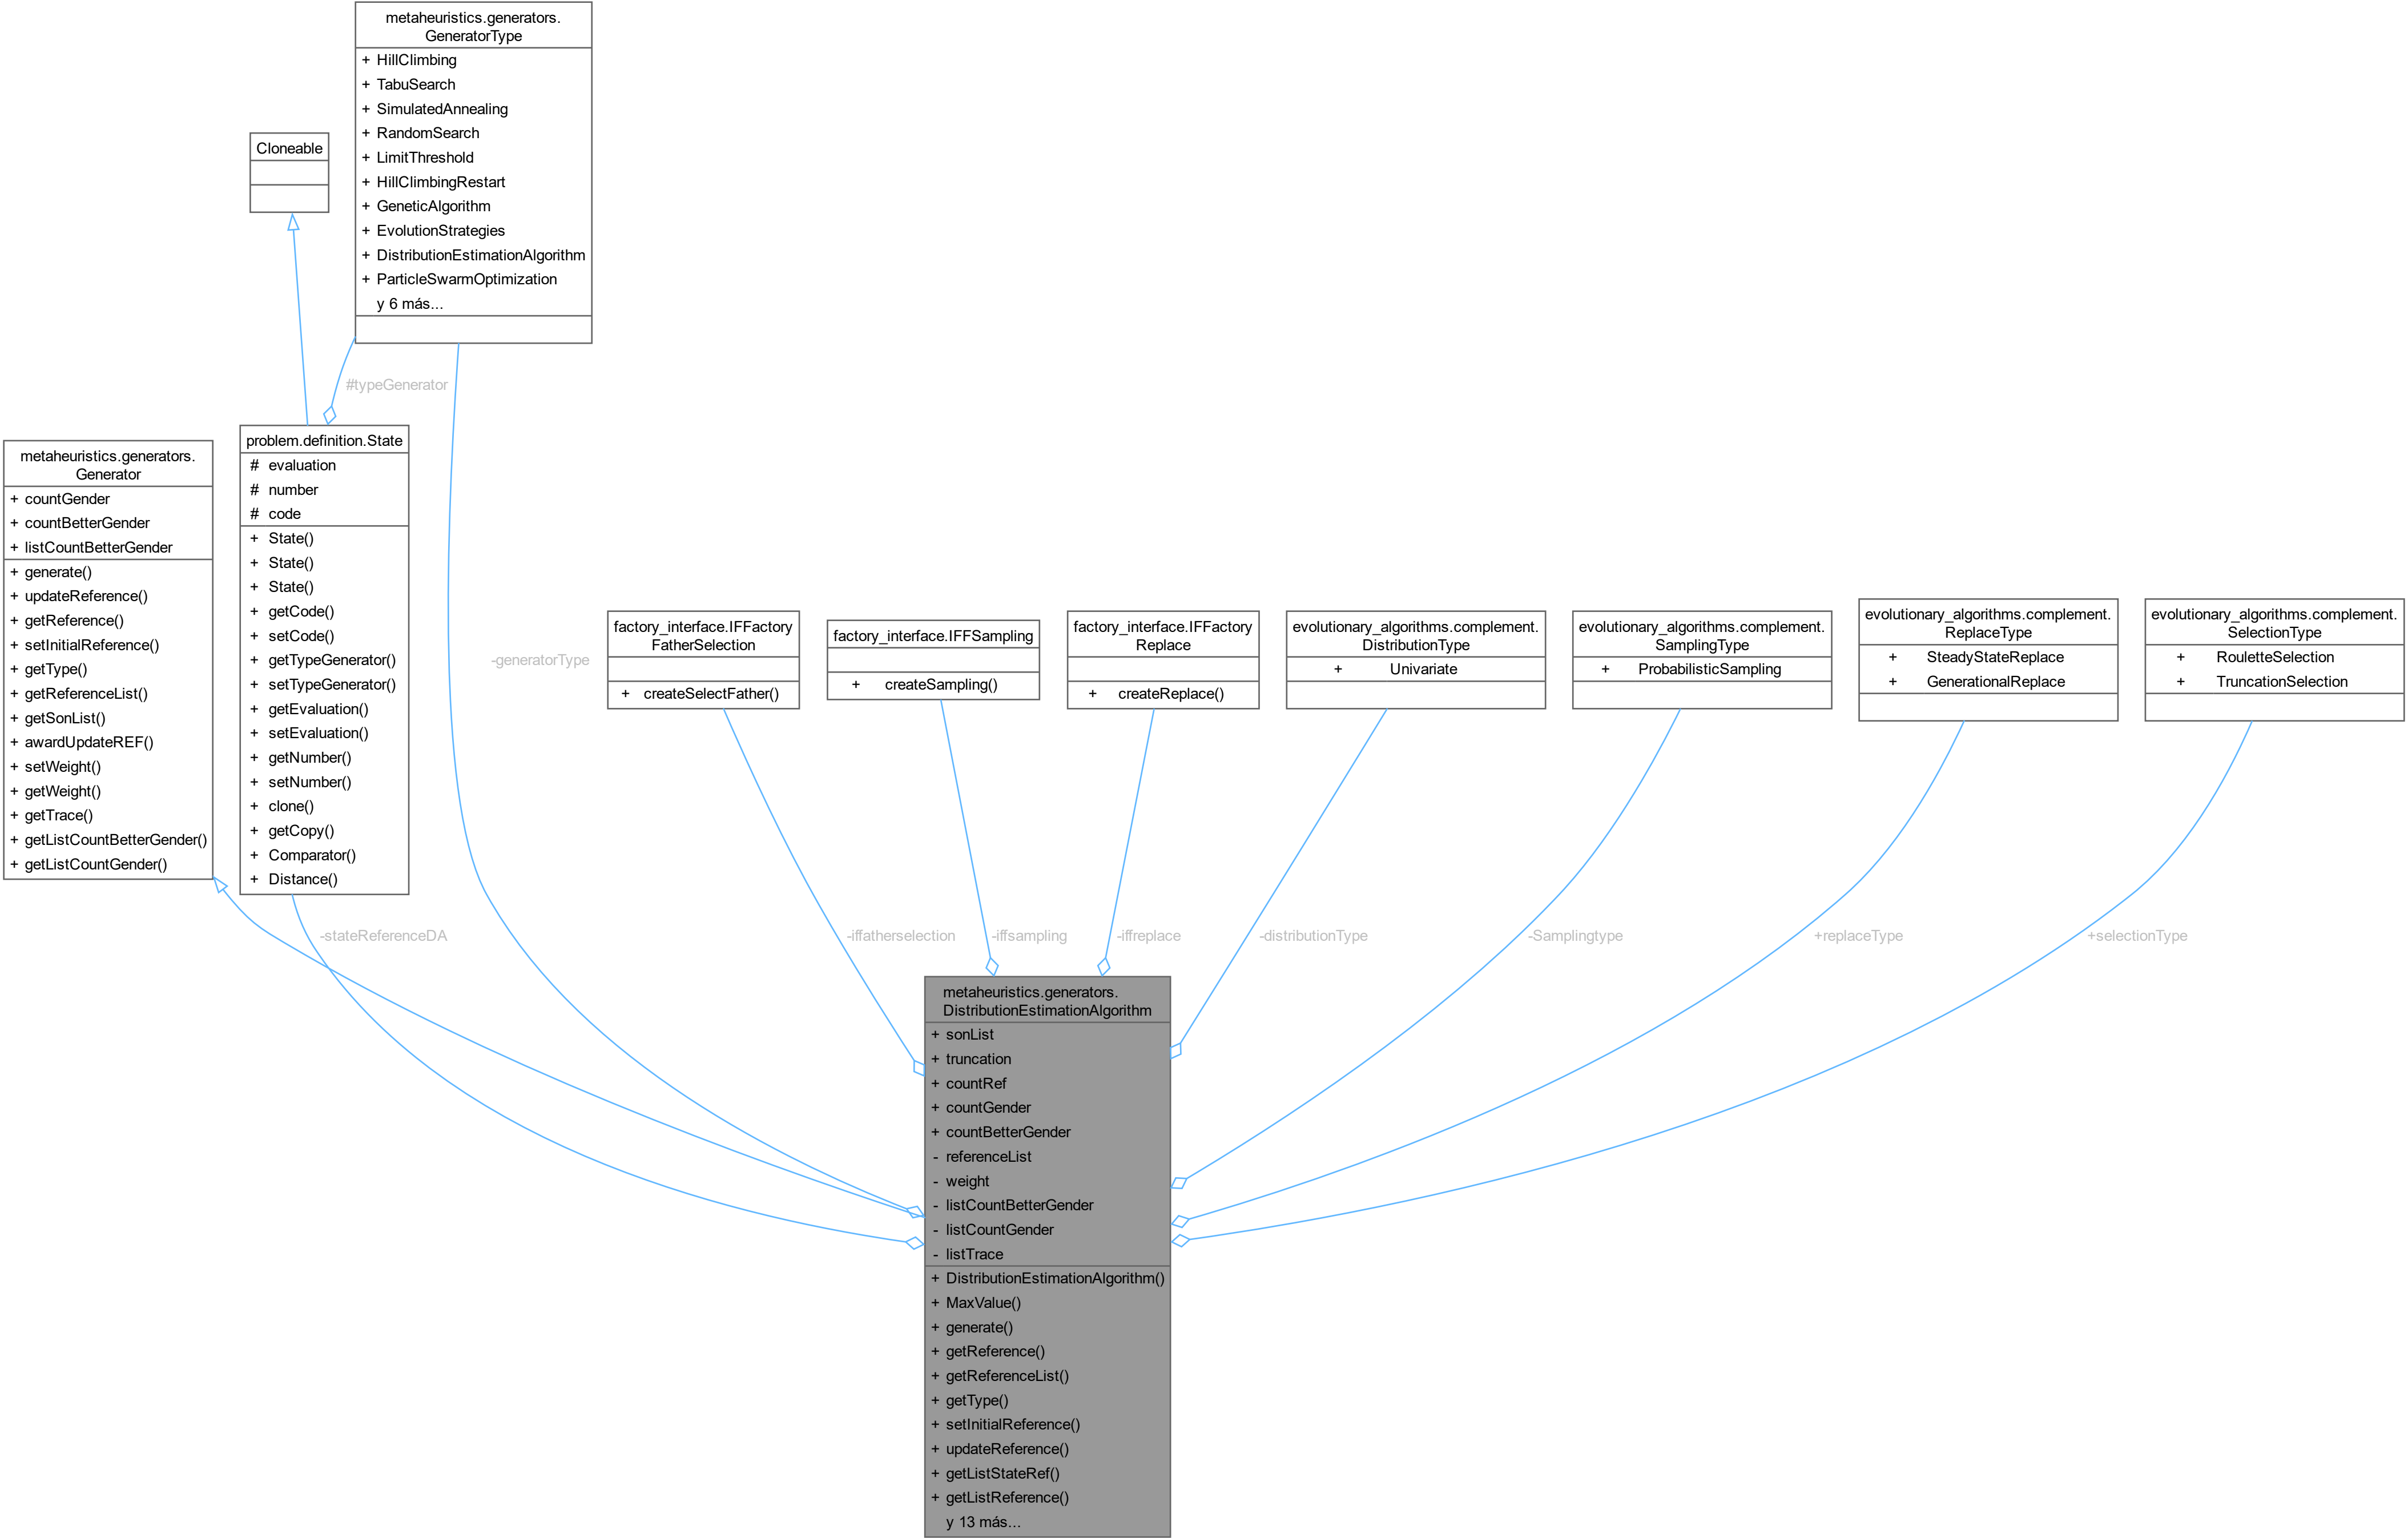 metaheuristics.generators.
GeneratorType
+ HillClimbing
+ TabuSearch
+ SimulatedAnnealing
+ RandomSearch
+ LimitThreshold
+ HillClimbingRestart
+ GeneticAlgorithm
+ EvolutionStrategies
+ DistributionEstimationAlgorithm
+ ParticleSwarmOptimization
y 6 más...
Cloneable
#typeGenerator
metaheuristics.generators.
Generator
+ countGender
+ countBetterGender
+ listCountBetterGender
+ generate()
+ updateReference()
+ getReference()
+ setInitialReference()
+ getType()
+ getReferenceList()
+ getSonList()
+ awardUpdateREF()
+ setWeight()
+ getWeight()
+ getTrace()
+ getListCountBetterGender()
+ getListCountGender()
problem.definition.State
# evaluation
# number
# code
+ State()
+ State()
+ State()
+ getCode()
+ setCode()
+ getTypeGenerator()
+ setTypeGenerator()
+ getEvaluation()
+ setEvaluation()
+ getNumber()
+ setNumber()
+ clone()
+ getCopy()
+ Comparator()
+ Distance()
-generatorType
factory_interface.IFFactory
FatherSelection
+ createSelectFather()
factory_interface.IFFSampling
+ createSampling()
factory_interface.IFFactory
Replace
+ createReplace()
evolutionary_algorithms.complement.
DistributionType
+ Univariate
evolutionary_algorithms.complement.
SamplingType
+ ProbabilisticSampling
evolutionary_algorithms.complement.
ReplaceType
+ SteadyStateReplace
+ GenerationalReplace
evolutionary_algorithms.complement.
SelectionType
+ RouletteSelection
+ TruncationSelection
-stateReferenceDA
-iffatherselection
-iffsampling
-iffreplace
-distributionType
-Samplingtype
+replaceType
+selectionType
metaheuristics.generators.
DistributionEstimationAlgorithm
+ sonList
+ truncation
+ countRef
+ countGender
+ countBetterGender
- referenceList
- weight
- listCountBetterGender
- listCountGender
- listTrace
+ DistributionEstimationAlgorithm()
+ MaxValue()
+ generate()
+ getReference()
+ getReferenceList()
+ getType()
+ setInitialReference()
+ updateReference()
+ getListStateRef()
+ getListReference()
y 13 más...